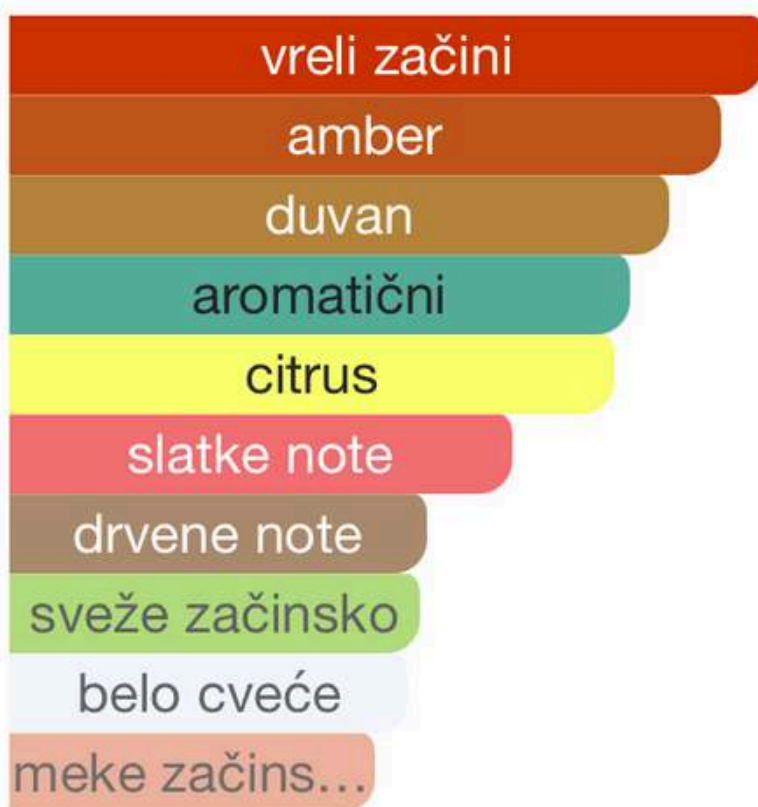 vreli začini
amber
duvan
aromatični
citrus
slatke note
drvene note
sveže začinsko
belo cveće
meke začins...